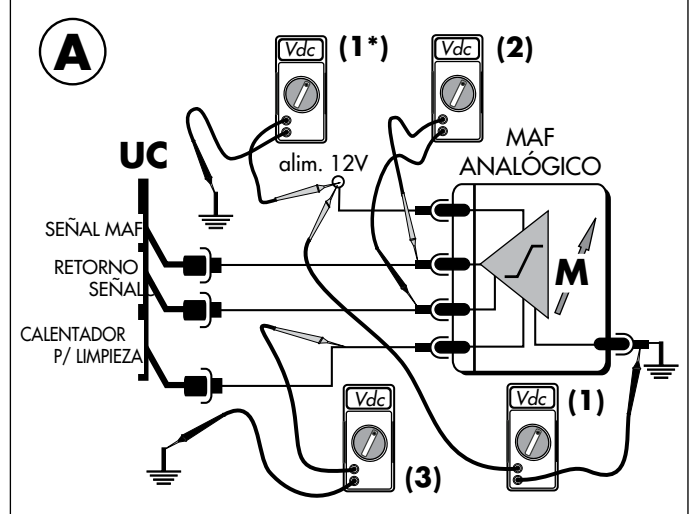 A
Vdc
(1*)
Vdc
(2)
UC
alim. 12V
MAF
ANALÓGICO
SEÑAL MAF
RETORNO
SEÑAL
M
CALENTADOR
P/ LIMPIEZA
Vdc
(3)
Vdc
(1)